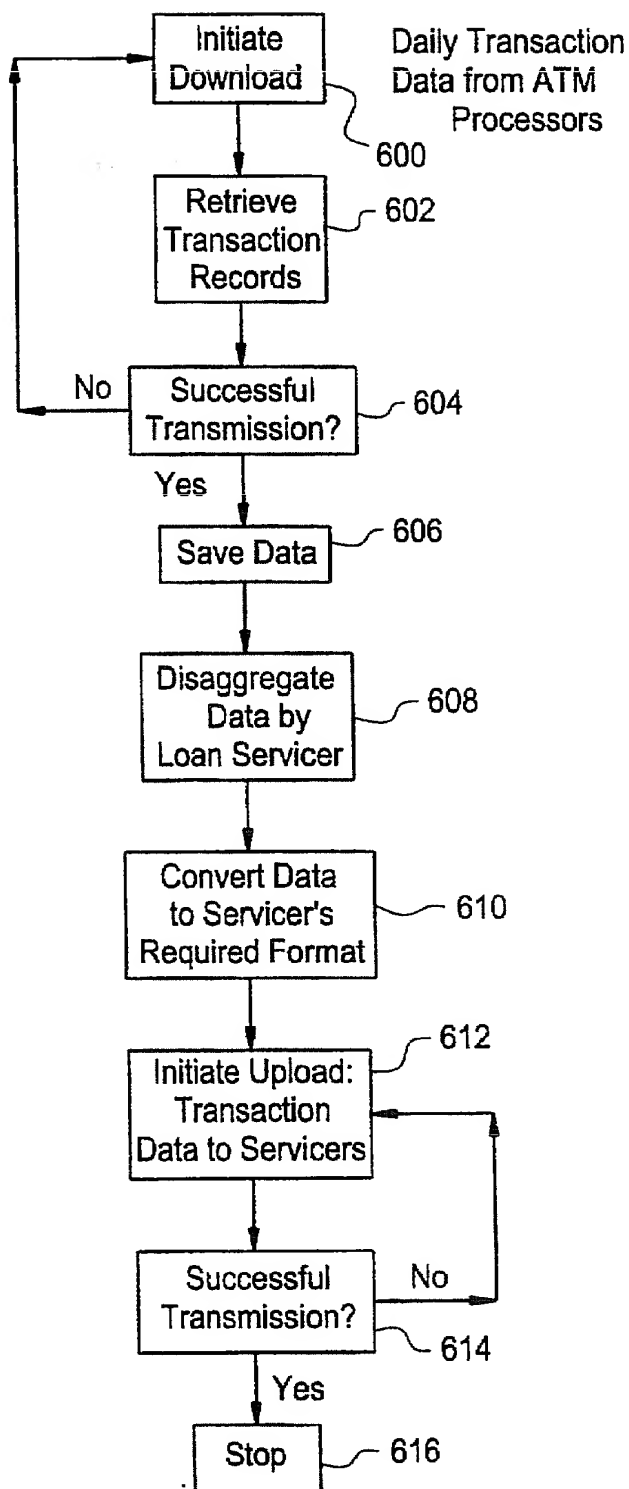 Initiate
Download
Daily Transaction
Data from ATM
Processors
600
Retrieve
Transaction
Records
602
No
Successful
Transmission?
604
Yes
Save Data
606
Disaggregate
Data by
Loan Servicer
608
Convert Data
to Servicer's
Required Format
610
612
Initiate Upload:
Transaction
Data to Servicers
Successful
Transmission?
No
614
Yes
Stop
616